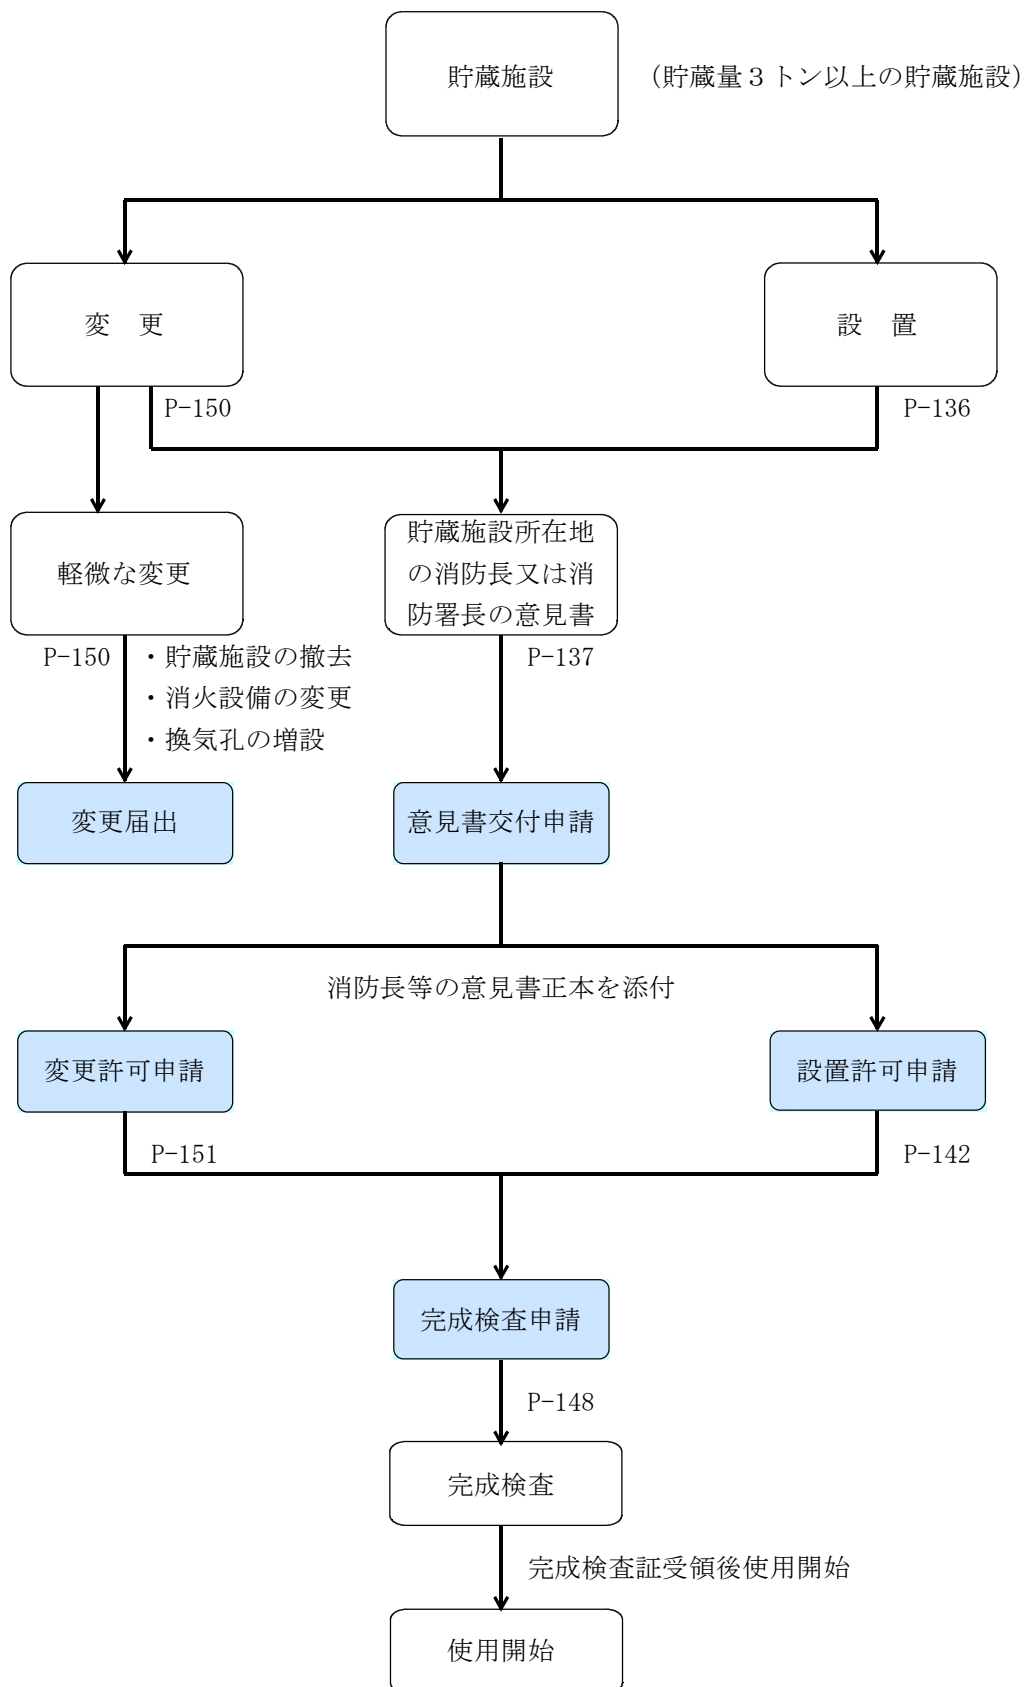 貯蔵施設
（貯蔵量３トン以上の貯蔵施設）
変　更
設　置
P-150
P-136
軽微な変更
貯蔵施設所在地
の消防長又は消
防署長の意見書
P-150
・貯蔵施設の撤去
・消火設備の変更
・換気孔の増設
P-137
変更届出
意見書交付申請
消防長等の意見書正本を添付
変更許可申請
設置許可申請
P-151
P-142
完成検査申請
P-148
完成検査
完成検査証受領後使用開始
使用開始